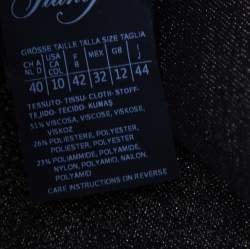 GRÖSSE TAILLE TALLA SIZE TAGLIA
CH A USA F MEX GB I
NL D CA CO B J
40 10 42 32 12 44
TESSUTO-TISSU-CLOTH-STOFF-
TEJIDO-TECIDO-KUMAŞ
51% VISCOSA, VISCOSE, VISCOSE,
VISKOZ
26% POLIESTERE, POLYESTER,
POLIESTER, POLYESTER
23% POLIAMMIDE, POLYAMIDE,
NYLON, POLYAMID, NAILON,
POLYAMID
CARE INSTRUCTIONS ON REVERSE